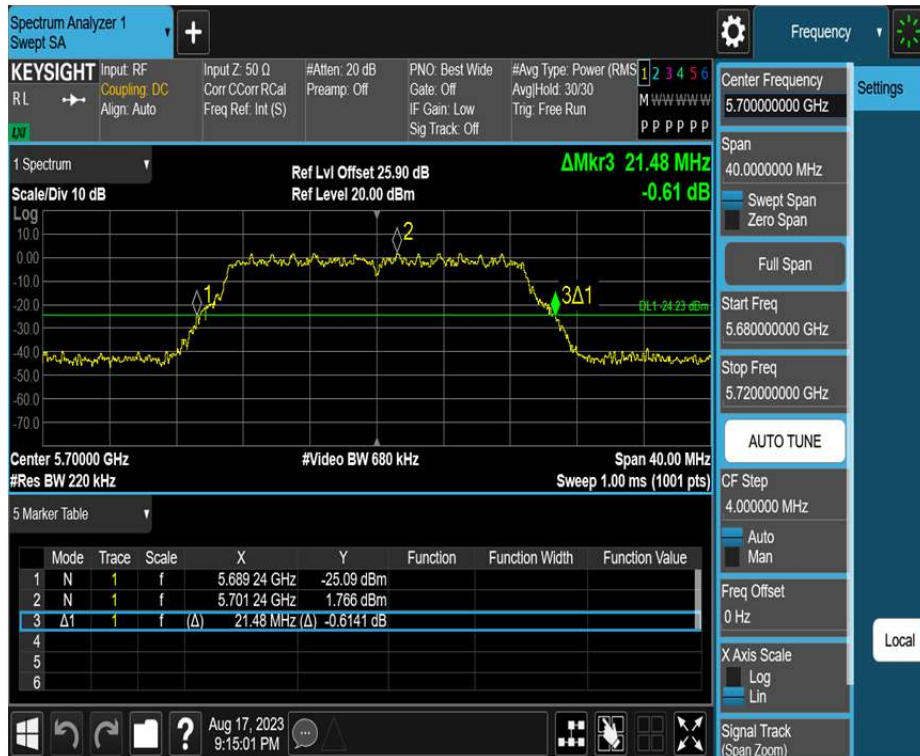 Spectrum Analyzer 1
Swept SA
+
Frequency
KEYSIGHT
RL
LXI
Input: RF
Coupling: DC
Align: Auto
Input Z: 50 Ω
Corr CCorr RCal
Freq Ref: Int (S)
#Atten: 20 dB
Preamp: Off
PNO: Best Wide
Gate: Off
IF Gain: Low
Sig Track: Off
#Avg Type: Power (RMS
Avg|Hold: 30/30
Trig: Free Run
1 2 3 4 5 6
M W W W W W
P P P P P P
1 Spectrum
Scale/Div 10 dB
Ref Lvl Offset 25.90 dB
Ref Level 20.00 dBm
ΔMkr3 21.48 MHz
-0.61 dB
Log
10.0
0.00
-10.0
-20.0
-30.0
-40.0
-50.0
-60.0
-70.0
1
2
3Δ1
DL1 -24.23 dBm
Center 5.70000 GHz
#Video BW 680 kHz
Span 40.00 MHz
#Res BW 220 kHz
Sweep 1.00 ms (1001 pts)
5 Marker Table
Mode Trace Scale X Y Function Function Width Function Value
1 N 1 f 5.689 24 GHz -25.09 dBm
2 N 1 f 5.701 24 GHz 1.766 dBm
3 Δ1 1 f (Δ) 21.48 MHz (Δ) -0.6141 dB
4
5
6
?
Aug 17, 2023
9:15:01 PM
Center Frequency
5.700000000 GHz
Settings
Span
40.0000000 MHz
Swept Span
Zero Span
Full Span
Start Freq
5.680000000 GHz
Stop Freq
5.720000000 GHz
AUTO TUNE
CF Step
4.000000 MHz
Auto
Man
Freq Offset
0 Hz
Local
X Axis Scale
Log
Lin
Signal Track
(Span Zoom)